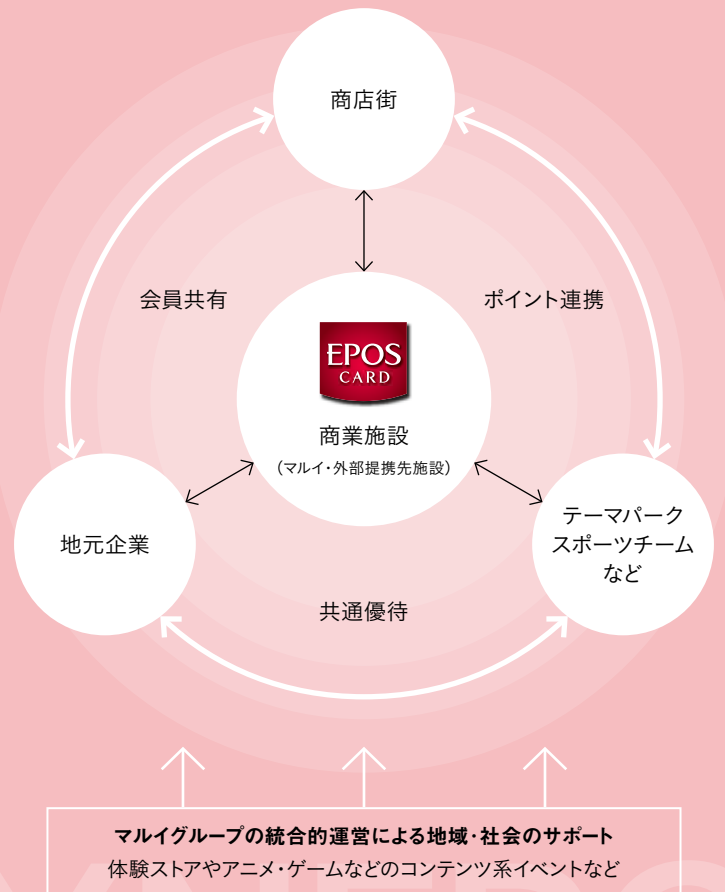 商店街
会員共有
ポイント連携
EPOS
CARD
商業施設
（マルイ・外部提携先施設）
地元企業
テーマパーク
スポーツチーム
など
共通優待
マルイグループの統合的運営による地域・社会のサポート
体験ストアやアニメ・ゲームなどのコンテンツ系イベントなど